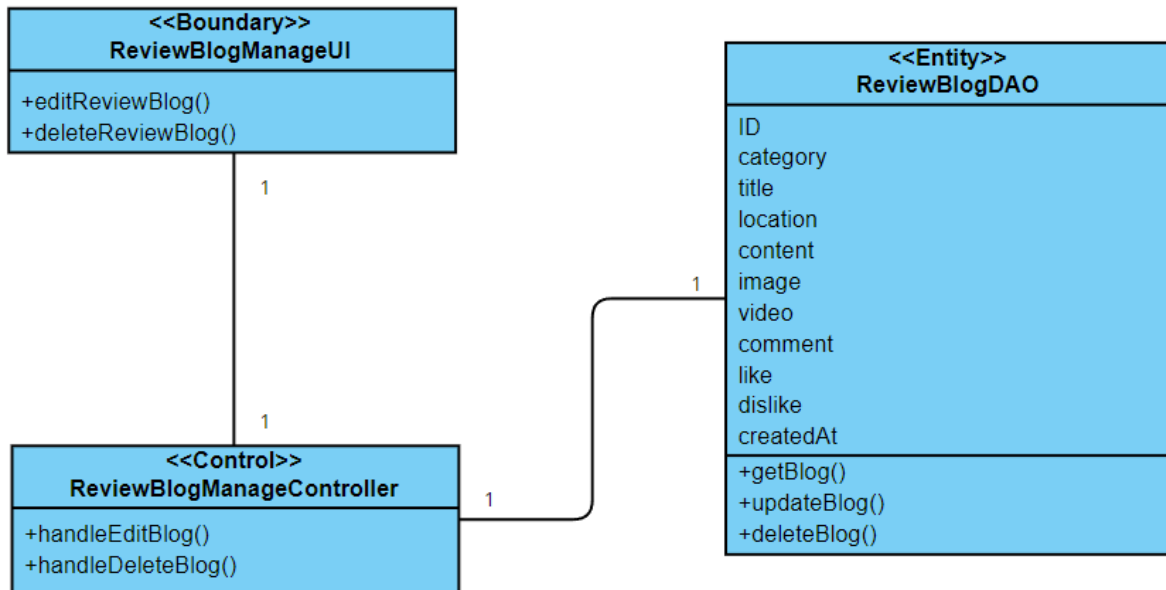 <<Boundary>>
ReviewBlogManageUI
+editReviewBlog()
+deleteReviewBlog()
1
1
<<Control>>
ReviewBlogManageController
+handleEditBlog()
+handleDeleteBlog()
1
1
<<Entity>>
ReviewBlogDAO
ID
category
title
location
content
image
video
comment
like
dislike
createdAt
+getBlog()
+updateBlog()
+deleteBlog()